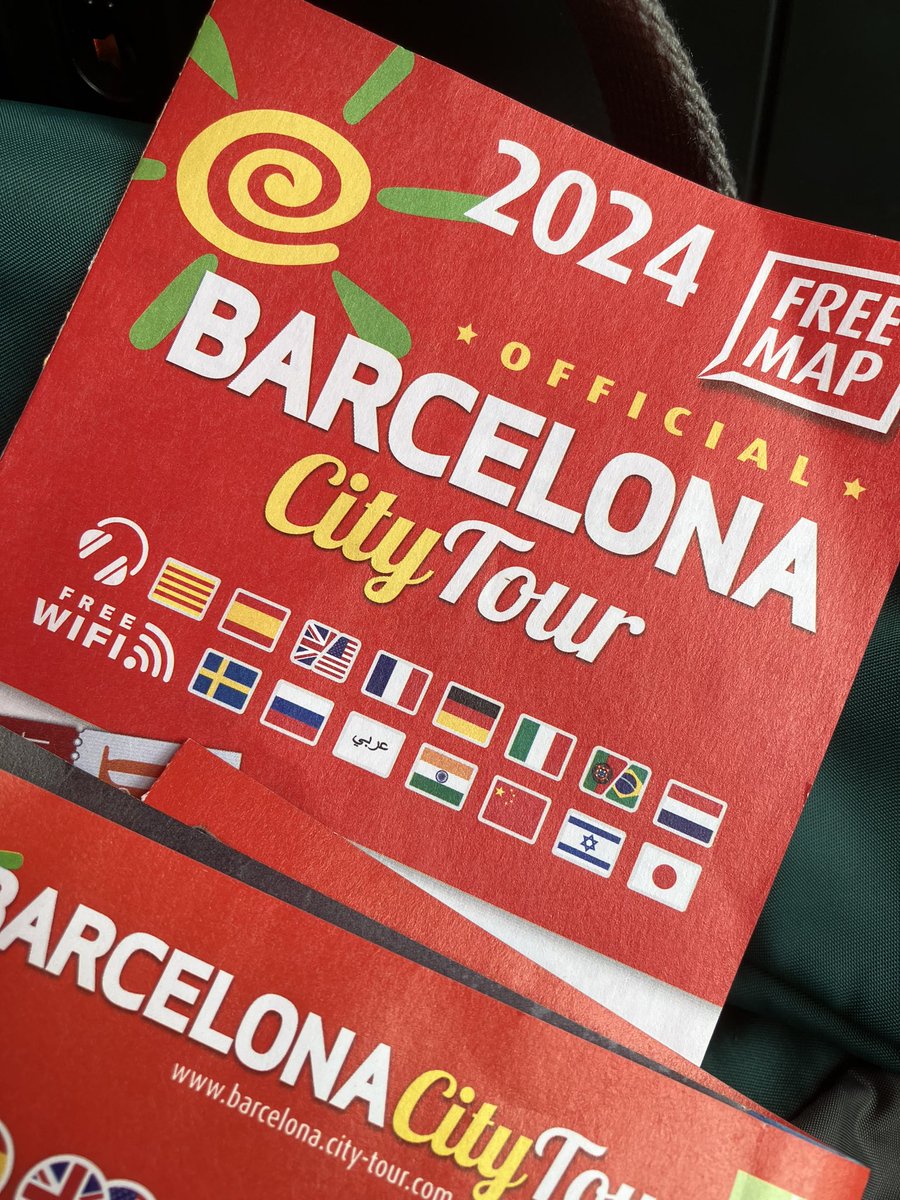 2024
FREE
MAP
OFFICIAL
BARCELONA
City Tour
FREE
WIFI
عربي
BARCELONA City Tour
www.barcelona.city-tour.com